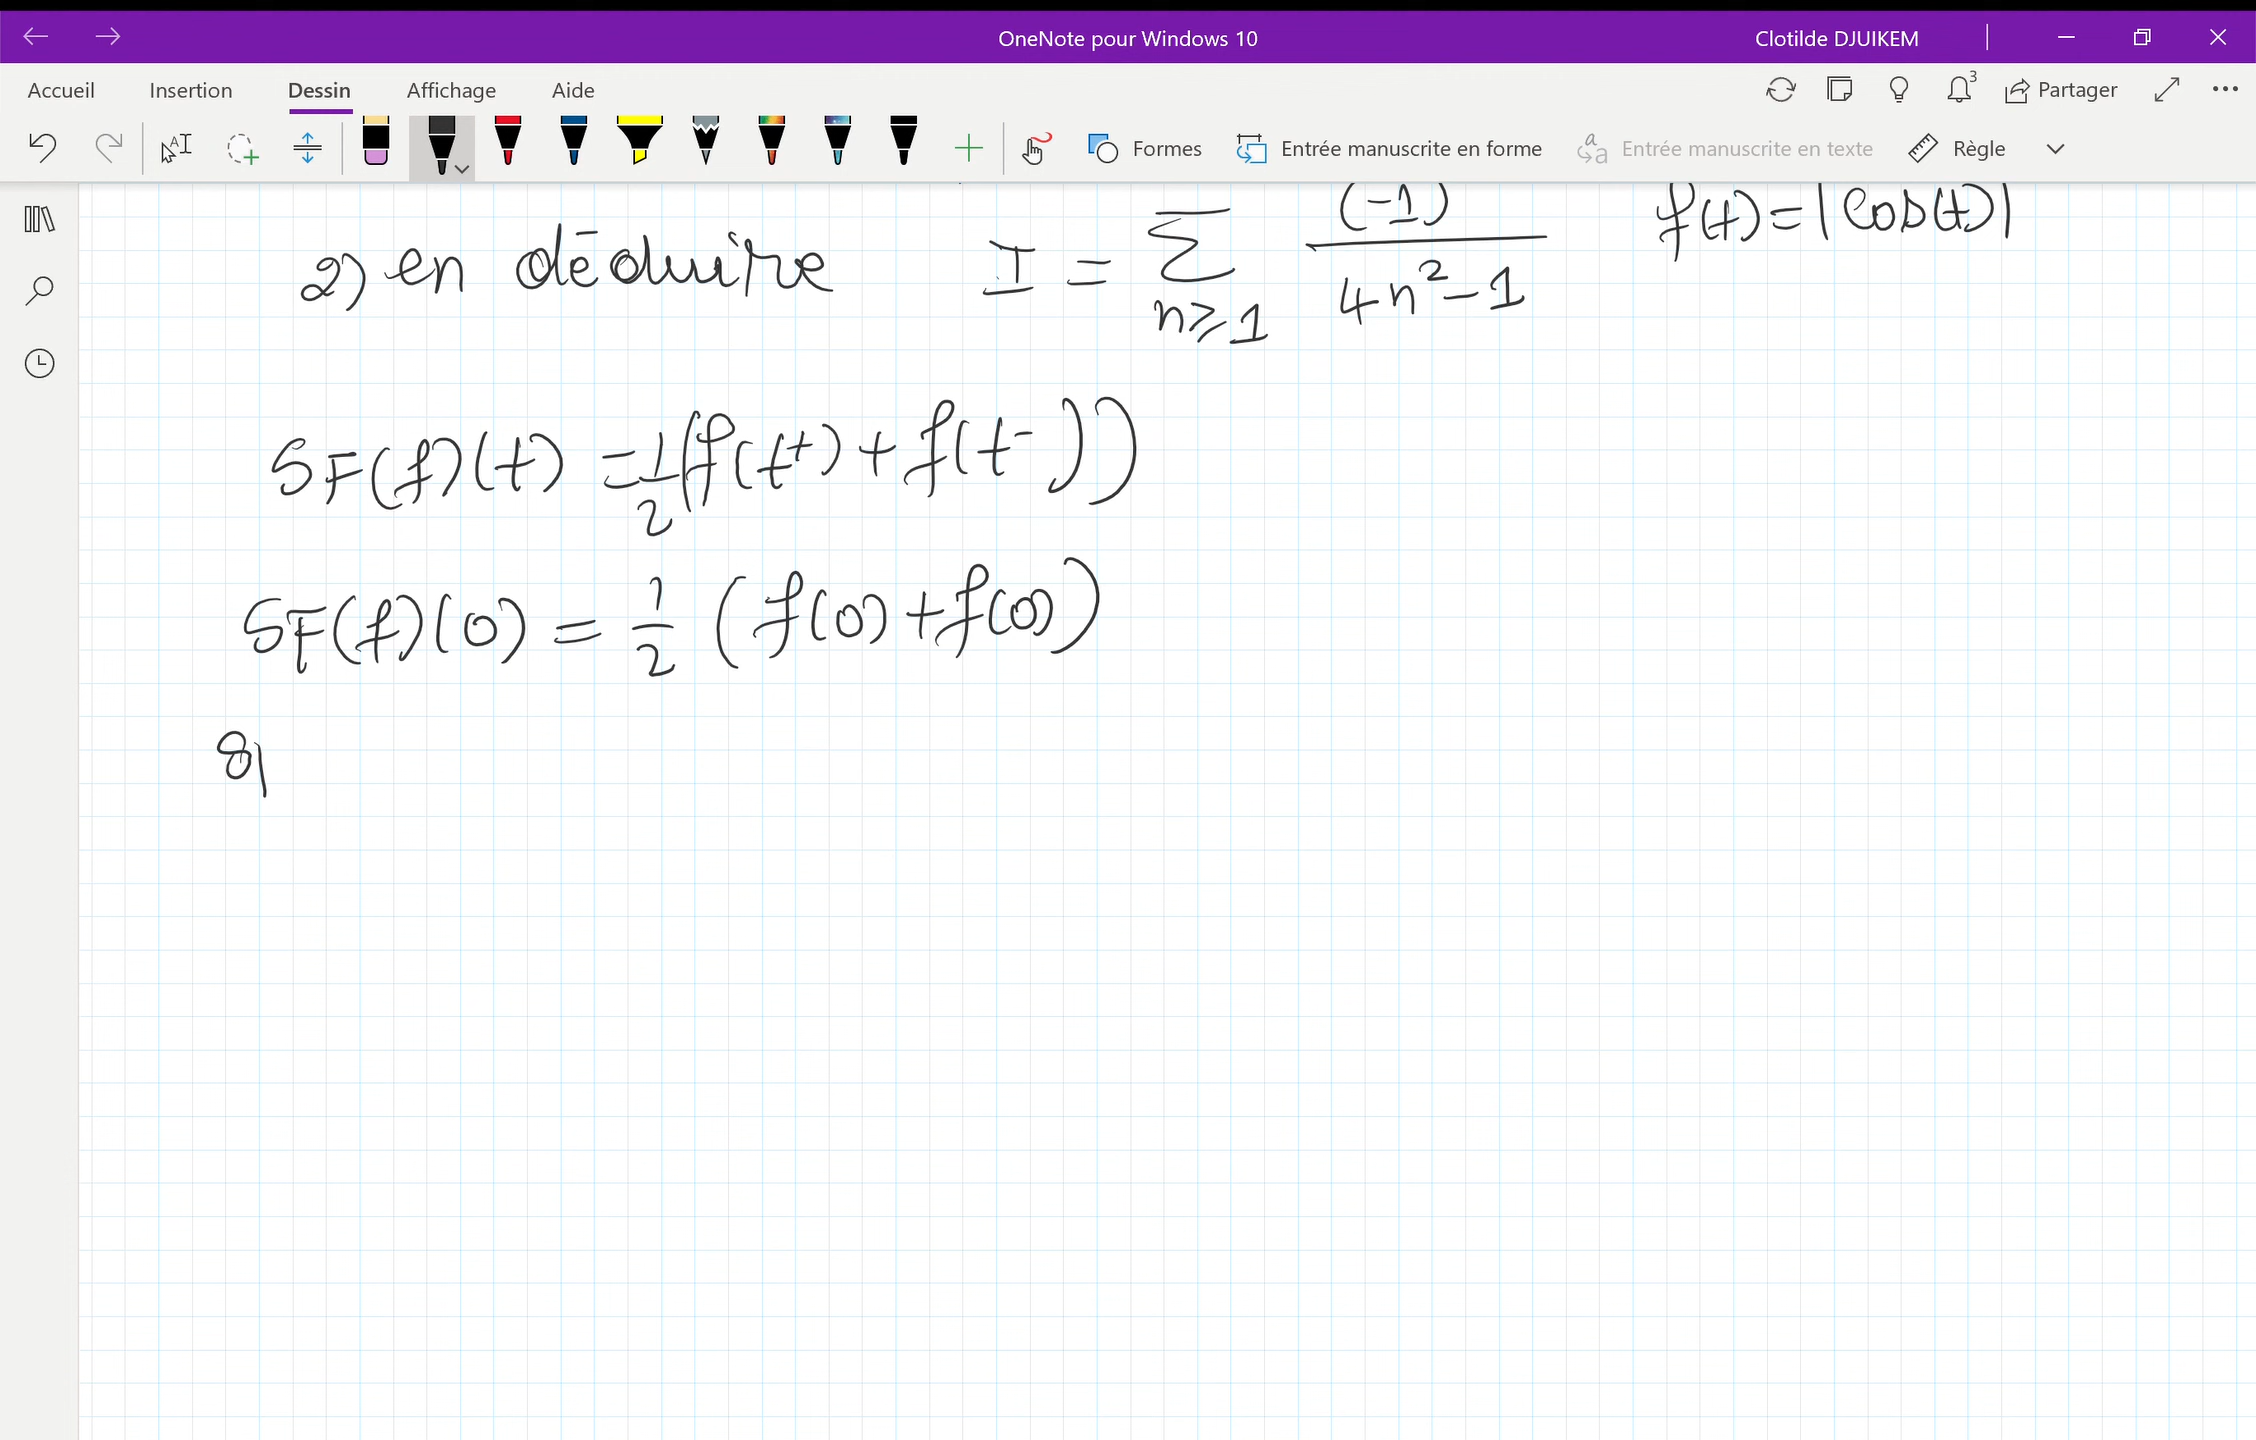 OneNote pour Windows 10
Clotilde DJUIKEM
Accueil Insertion Dessin Affichage Aide
3 Partager
Formes Entrée manuscrite en forme Entrée manuscrite en texte Règle
2) en déduire I = ∑ n⩾1 (-1) / 4n² - 1 f(t) = |Cos(t)|
SF(f)(t) = 1/2 (f(t⁺) + f(t⁻))
SF(f)(0) = 1/2 (f(0) + f(0))